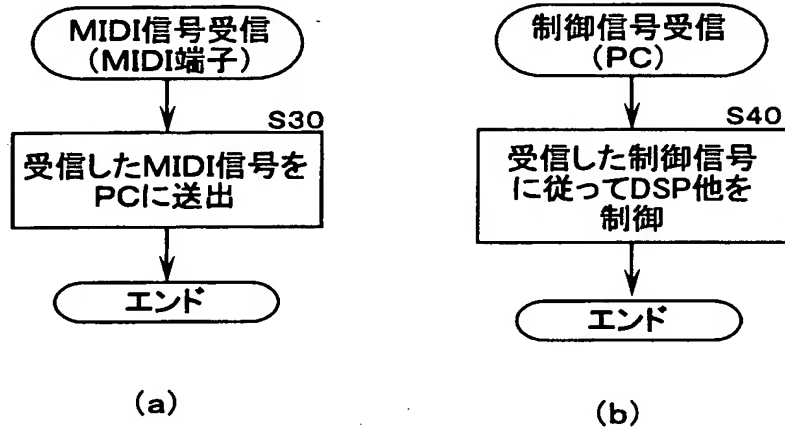 MIDI信号受信
(MIDI端子)
S30
受信したMIDI信号を
PCに送出
エンド
(a)
制御信号受信
(PC)
S40
受信した制御信号
に従ってDSP他を
制御
エンド
(b)